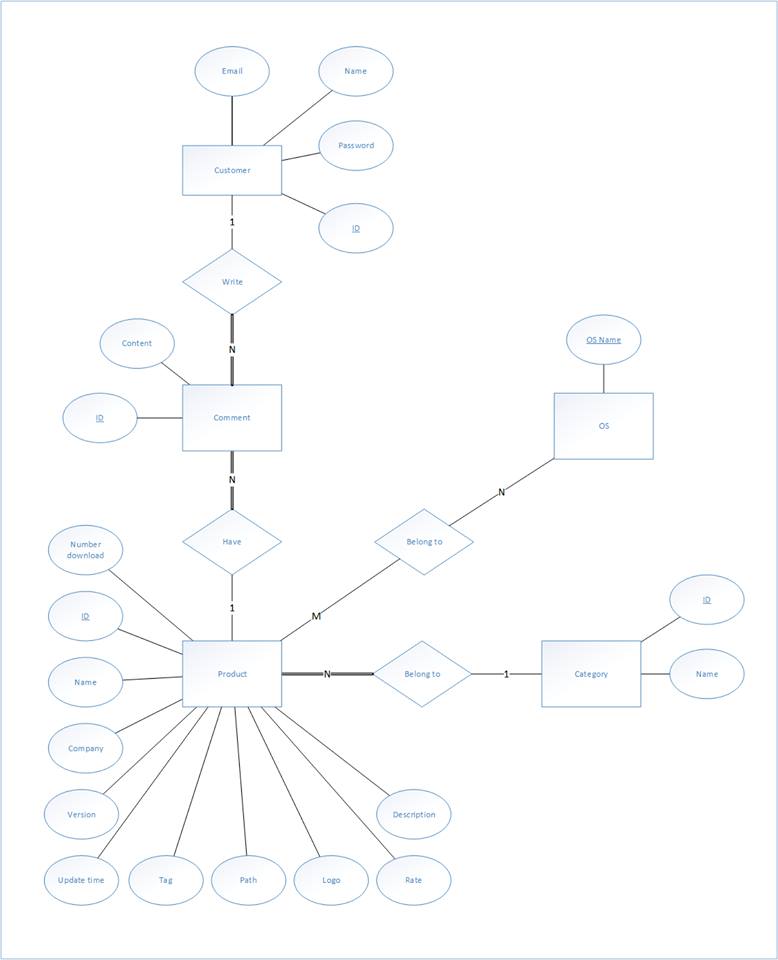 Email
Name
Password
Customer
ID
1
Write
Content
N
OS Name
ID
Comment
OS
N
N
Number
download
Have
Belong to
ID
1
M
ID
Name
Product
N
Belong to
1
Category
Name
Company
Version
Description
Update time
Tag
Path
Logo
Rate